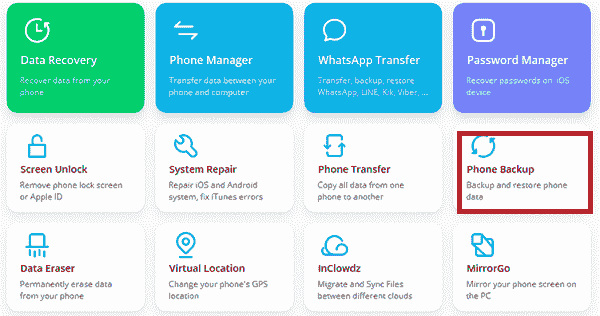 Data Recovery
Recover data from your
phone
Phone Manager
Transfer data between your
phone and computer
WhatsApp Transfer
Transfer, backup, restore
WhatsApp, LINE, Kik, Viber, ...
Password Manager
Recover passwords on iOS
device
Screen Unlock
Remove phone lock screen
or Apple ID
System Repair
Repair iOS and Android
system, fix iTunes errors
Phone Transfer
Copy all data from one
phone to another
Phone Backup
Backup and restore phone
data
Data Eraser
Permanently erase data
from your phone
Virtual Location
Change your phone's GPS
location
InClowdz
Migrate and Sync Files
between different clouds
MirrorGo
Mirror your phone screen on
the PC